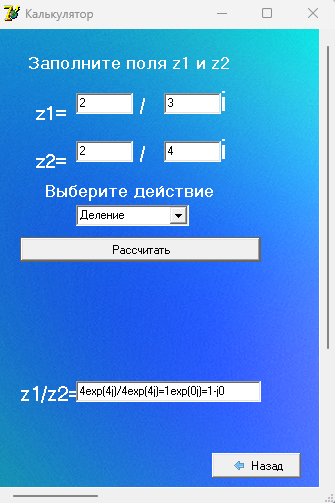 Калькулятор
Заполните поля z1 и z2
z1= 2 / 3 j
z2= 2 / 4 j
Выберите действие
Деление
Рассчитать
z1/z2= 4exp(4j)/4exp(4j)=1exp(0j)=1-j0
Назад